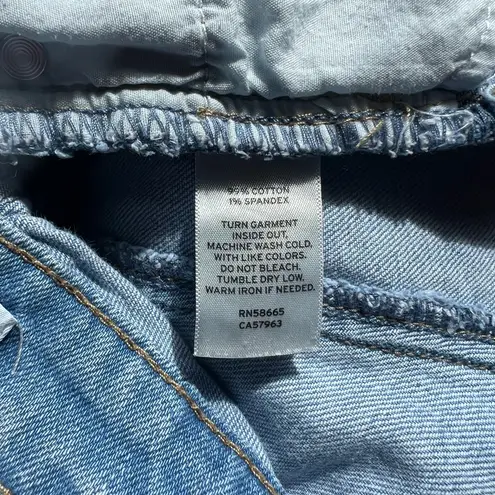 99% COTTON
1% SPANDEX
TURN GARMENT
INSIDE OUT,
MACHINE WASH COLD,
WITH LIKE COLORS.
DO NOT BLEACH.
TUMBLE DRY LOW.
WARM IRON IF NEEDED.
RN58665
CA57963